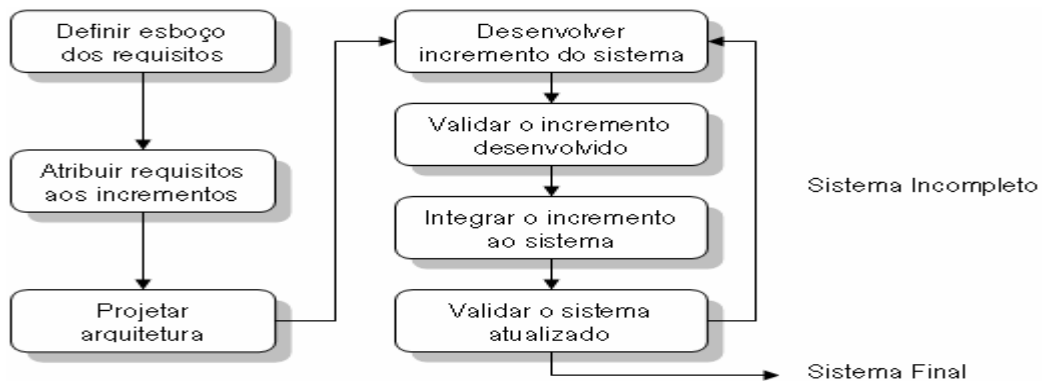 Definir esboço
dos requisitos
Atribuir requisitos
aos incrementos
Projetar
arquitetura
Desenvolver
incremento do sistema
Validar o incremento
desenvolvido
Integrar o incremento
ao sistema
Validar o sistema
atualizado
Sistema Incompleto
Sistema Final